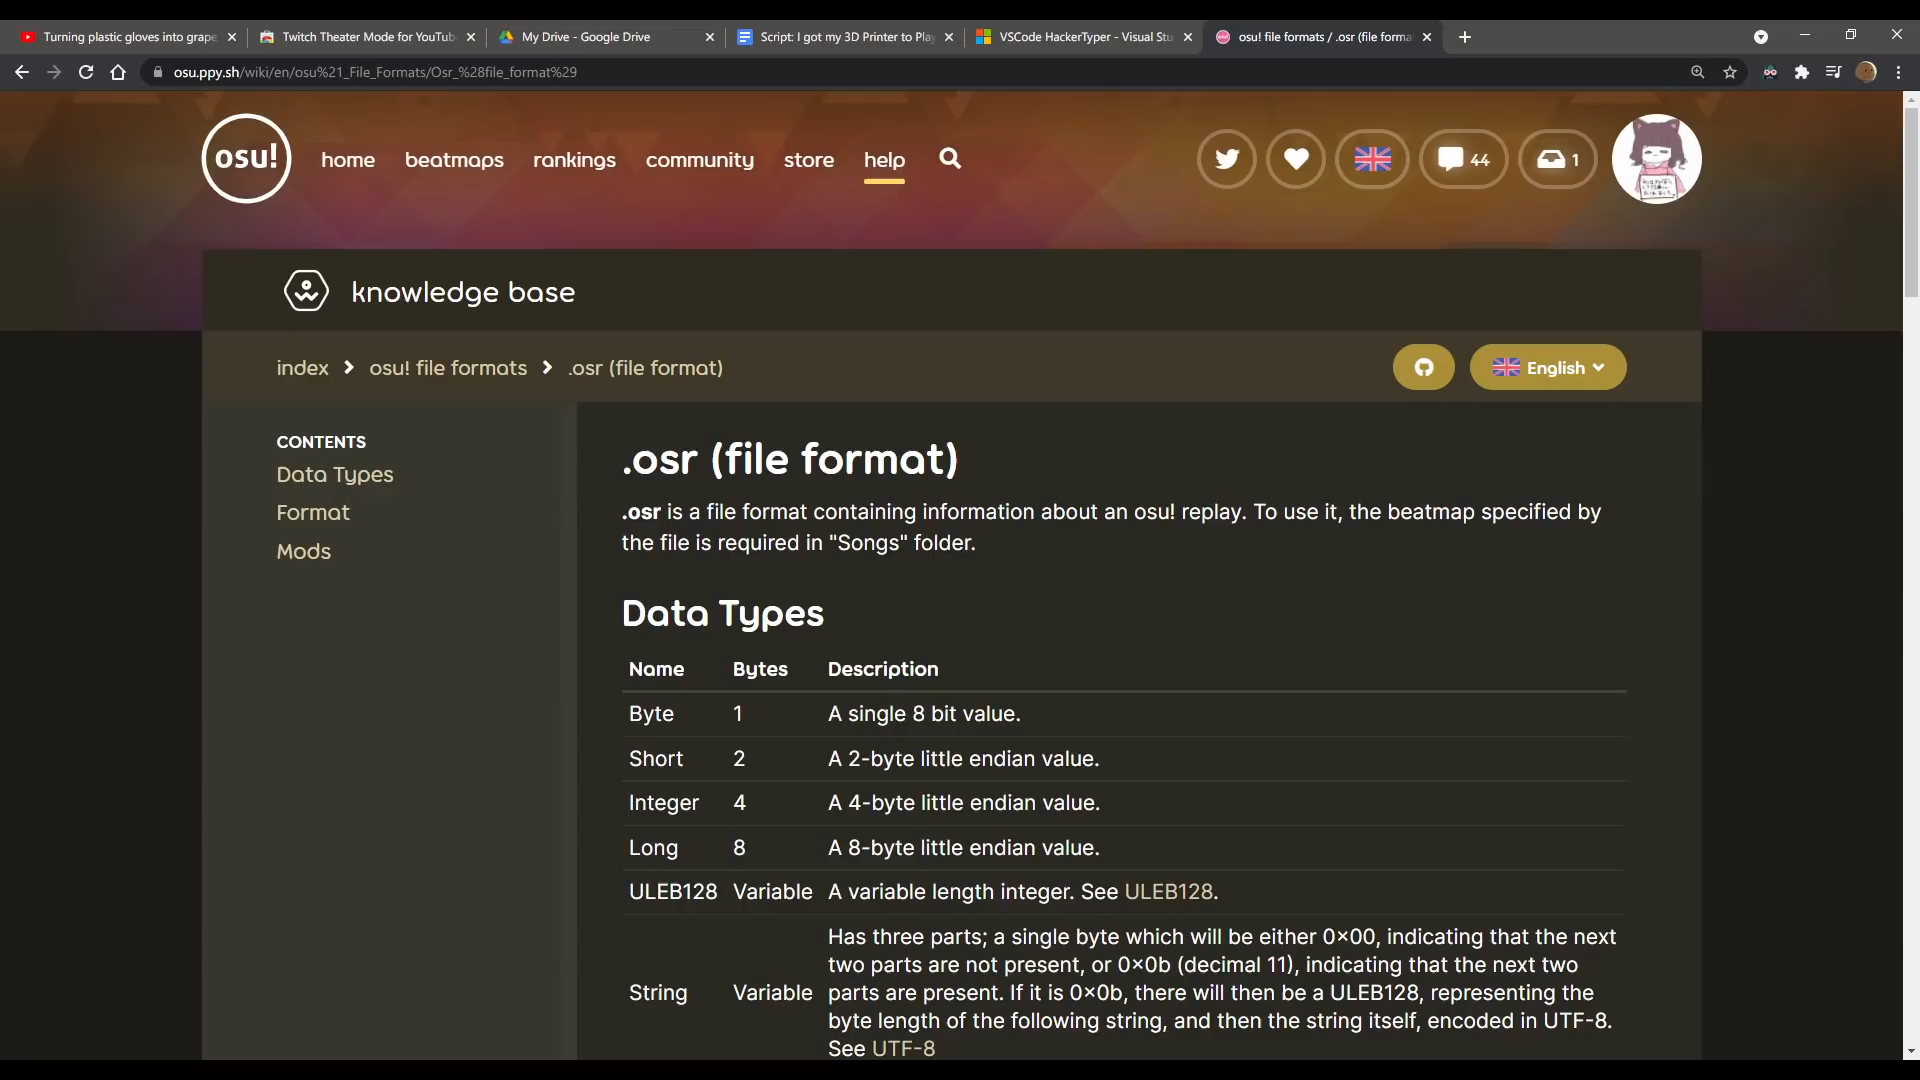 Turning plastic gloves into grape
Twitch Theater Mode for YouTub
My Drive - Google Drive
Script: I got my 3D Printer to Play
VSCode HackerTyper - Visual Stu
osu! file formats / .osr (file forma
osu.ppy.sh/wiki/en/osu%21_File_Formats/Osr_%28file_format%29
osu! home beatmaps rankings community store help 44 1
knowledge base
index osu! file formats .osr (file format) English
CONTENTS
Data Types
Format
Mods
.osr (file format)
.osr is a file format containing information about an osu! replay. To use it, the beatmap specified by
the file is required in "Songs" folder.
Data Types
Name Bytes Description
Byte 1 A single 8 bit value.
Short 2 A 2-byte little endian value.
Integer 4 A 4-byte little endian value.
Long 8 A 8-byte little endian value.
ULEB128 Variable A variable length integer. See ULEB128.
String Variable Has three parts; a single byte which will be either 0×00, indicating that the next
two parts are not present, or 0×0b (decimal 11), indicating that the next two
parts are present. If it is 0×0b, there will then be a ULEB128, representing the
byte length of the following string, and then the string itself, encoded in UTF-8.
See UTF-8